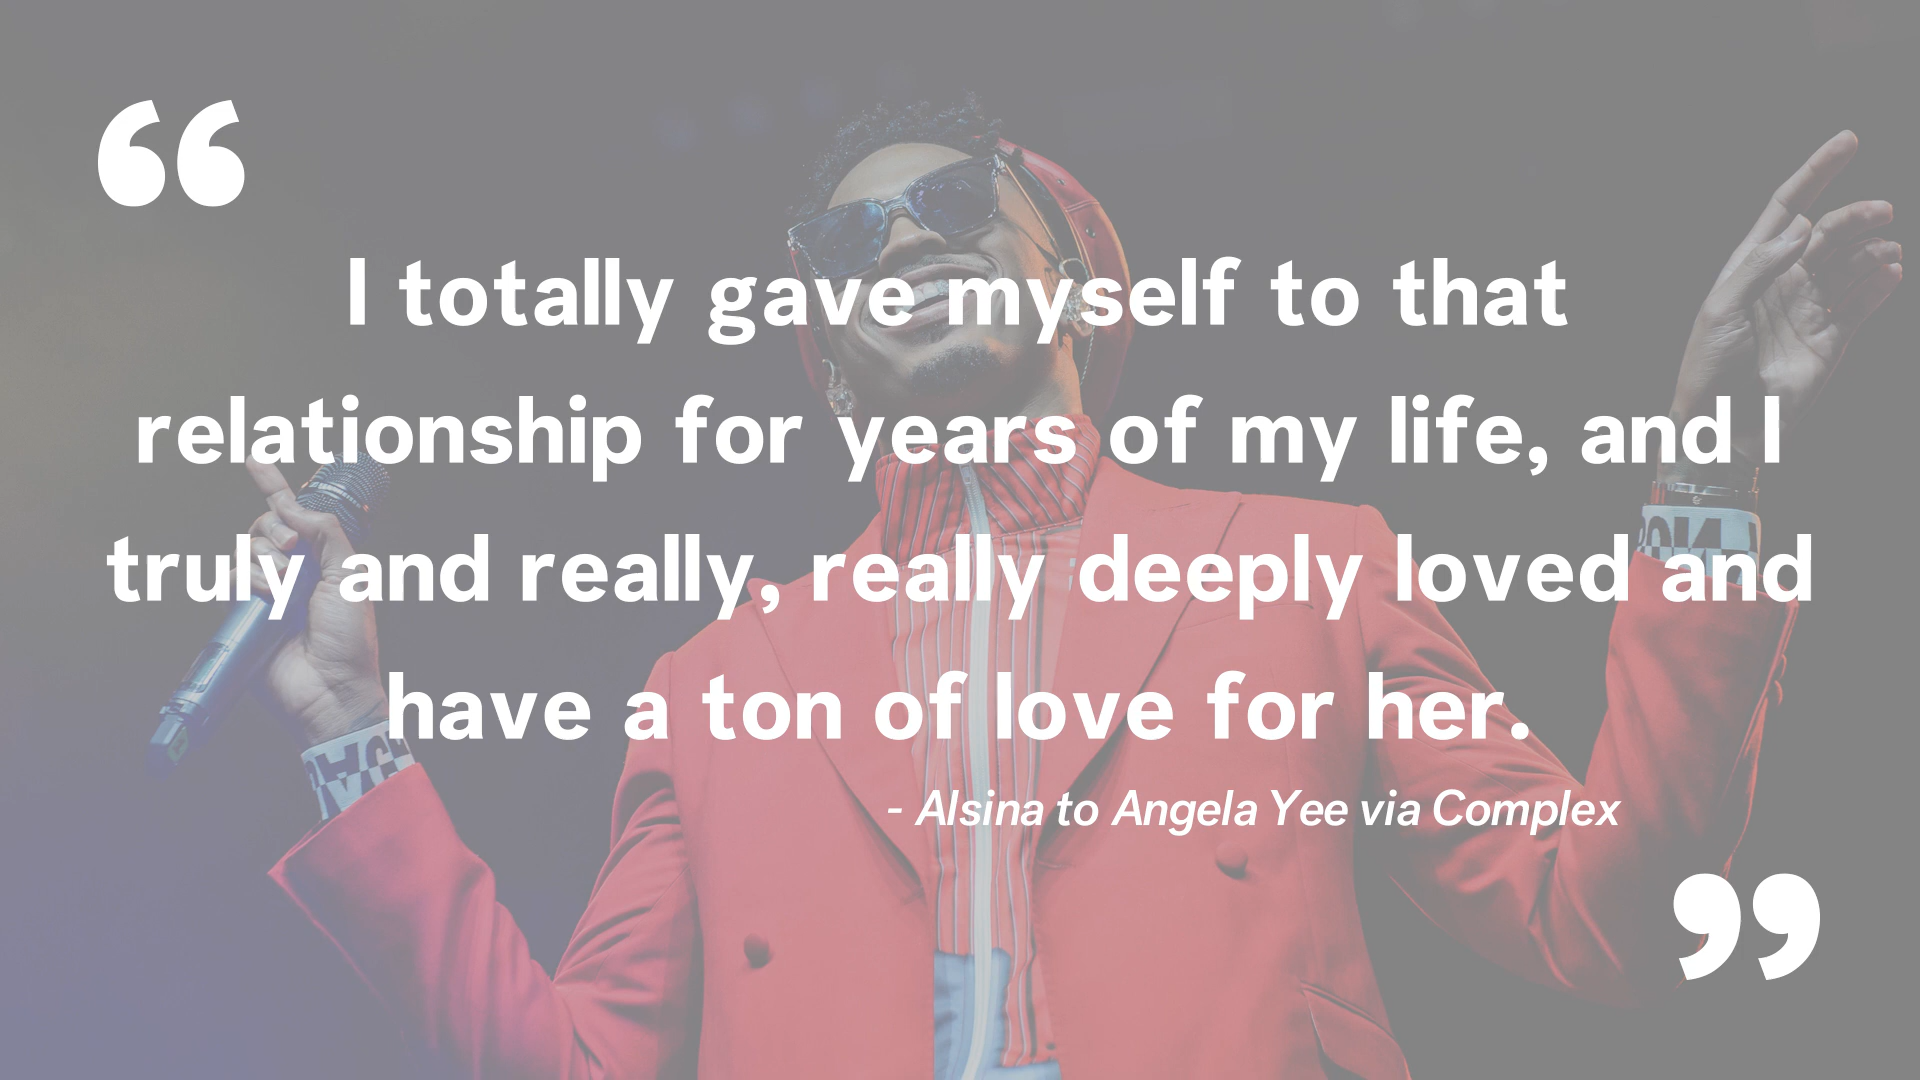 “
I totally gave myself to that
relationship for years of my life, and I
truly and really, really deeply loved and
have a ton of love for her.
- Alsina to Angela Yee via Complex
”